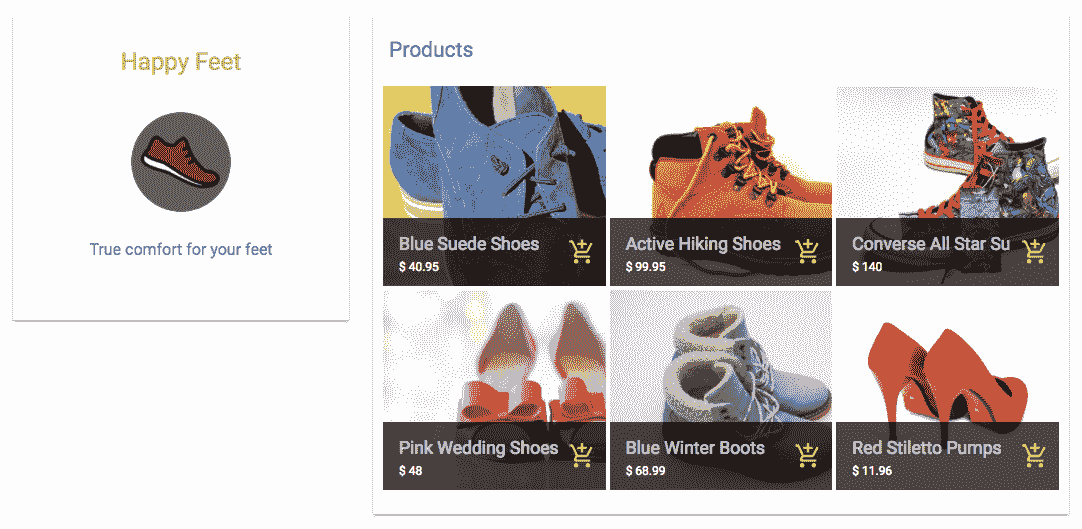 Happy Feet
True comfort for your feet
Products
Blue Suede Shoes
$ 40.95
Active Hiking Shoes
$ 99.95
Converse All Star Su
$ 140
Pink Wedding Shoes
$ 48
Blue Winter Boots
$ 68.99
Red Stiletto Pumps
$ 11.96